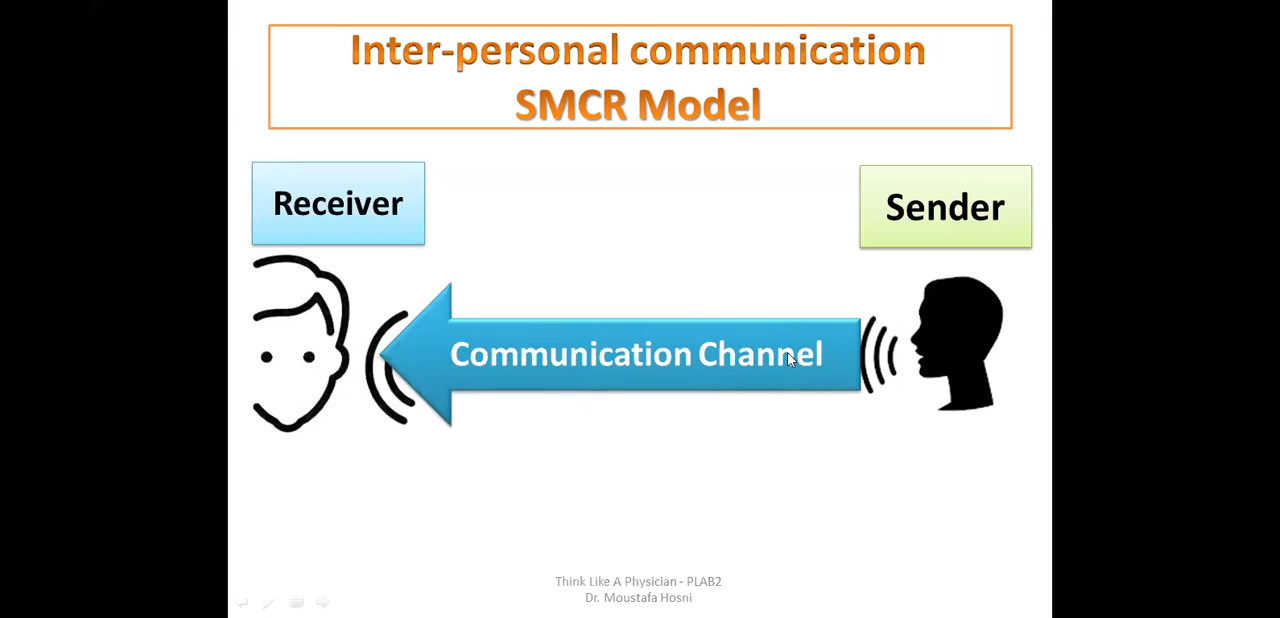 Inter-personal communication
SMCR Model
Receiver
Sender
Communication Channel
Think Like A Physician - PLAB2
Dr. Moustafa Hosni